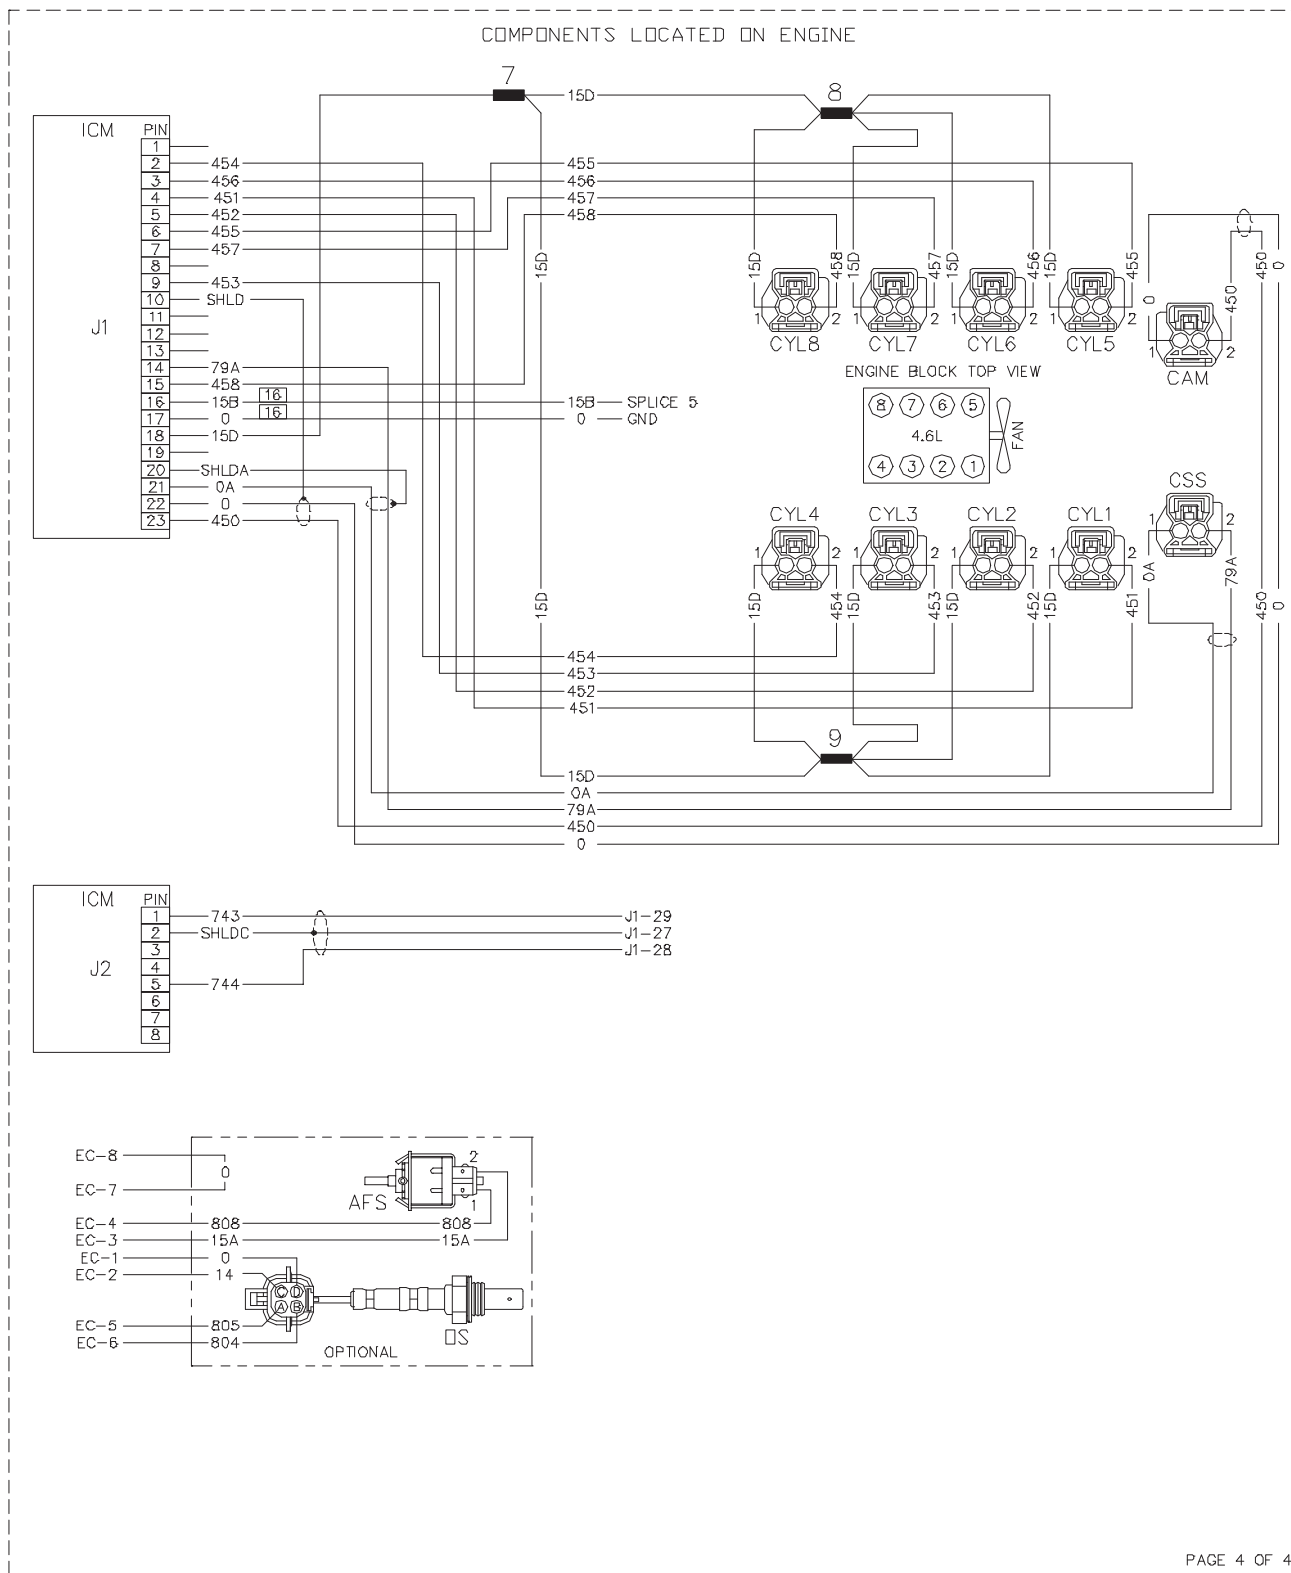 COMPONENTS LOCATED ON ENGINE
7
15D
8
ICM PIN
J1
1
2 454 455
3 456 456
4 451 457
5 452 458
6 455
7 457
8
9 453
10 SHLD
11
12
13
14 79A
15 458
16 15B 16 15B SPLICE 5
17 0 16 0 GND
18 15D
19
20 SHLDA
21 0A
22 0
23 450
15D
15D 458 15D 457 15D 456 15D 455
1 2 1 2 1 2 1 2
CYL8 CYL7 CYL6 CYL5
0 450 450 0
1 2
CAM
ENGINE BLOCK TOP VIEW
8 7 6 5
4.6L
4 3 2 1
FAN
CSS
1 2
0A 79A 450 0
CYL4 CYL3 CYL2 CYL1
1 2 1 2 1 2 1 2
15D 15D 454 15D 453 15D 452 15D 451
454
453
452
451
9
15D
0A
79A
450
0
ICM PIN
J2
1 743 J1-29
2 SHLDC J1-27
3 J1-28
4
5 744
6
7
8
EC-8
0
EC-7
2
AFS
1
EC-4 808 808
EC-3 15A 15A
EC-1 0
EC-2 14
C D
A B
EC-5 805
EC-6 804
OS
OPTIONAL
PAGE 4 OF 4